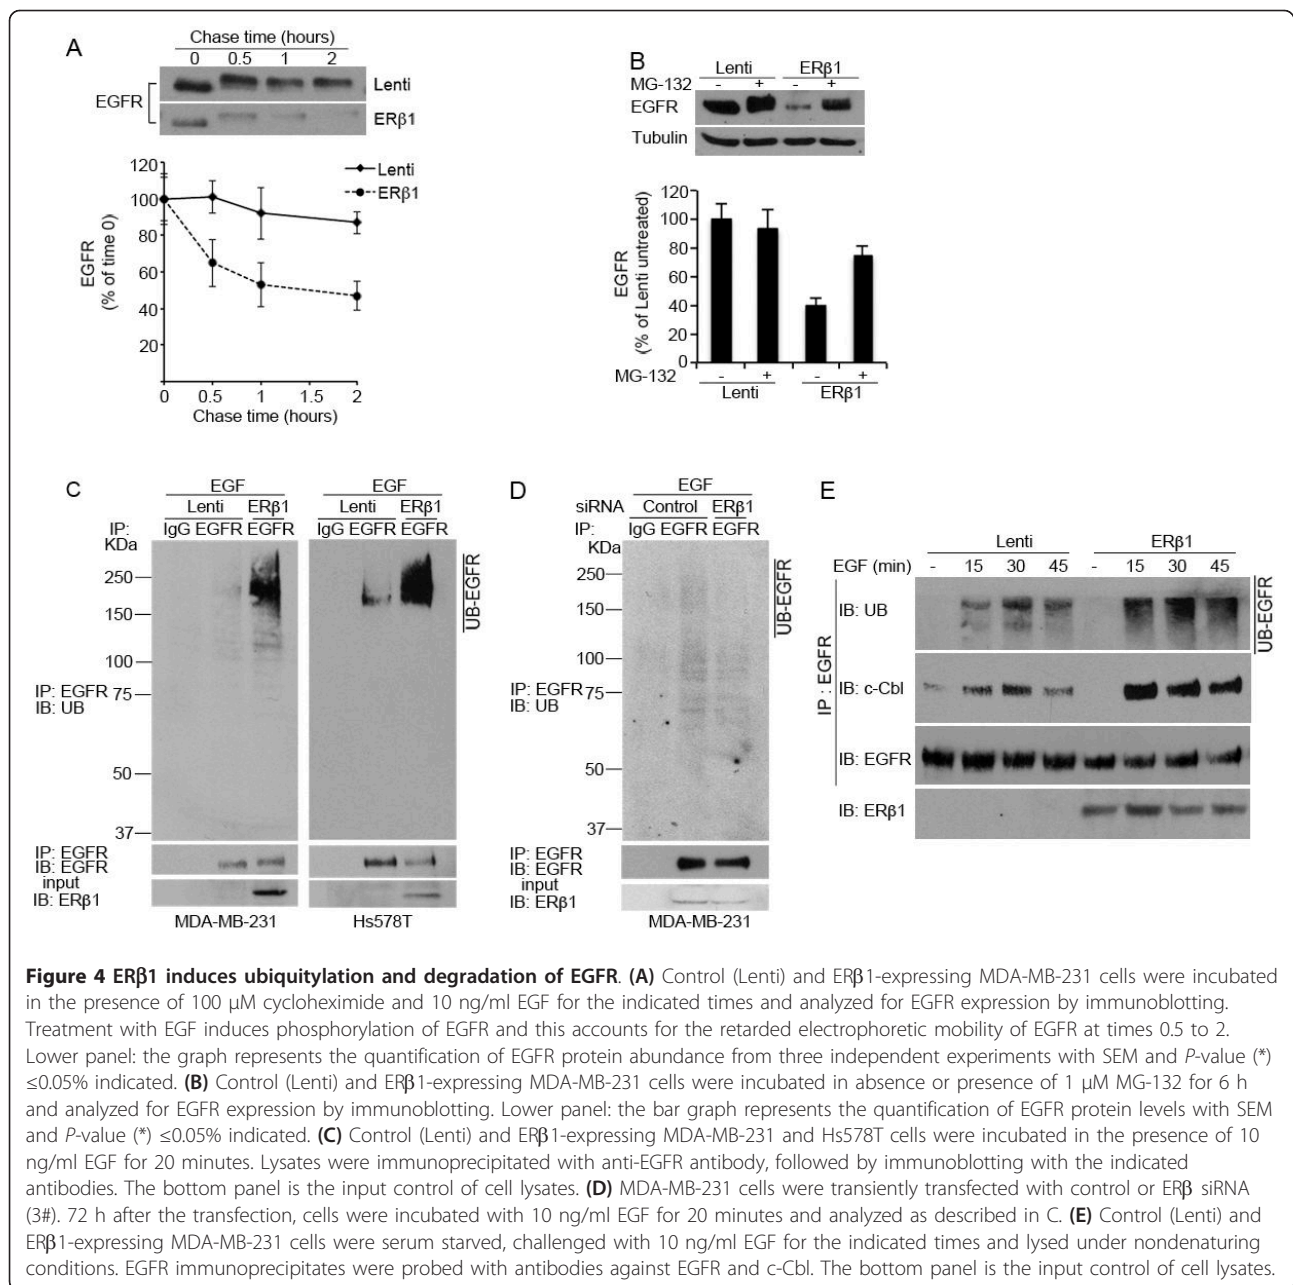 A
Chase time (hours)
0 0.5 1 2
EGFR
Lenti
ERβ1
120
100
80
60
40
20
EGFR
(% of time 0)
Lenti
ERβ1
0 0.5 1 1.5 2
Chase time (hours)
B
Lenti ERβ1
MG-132 - + - +
EGFR
Tubulin
120
100
80
60
40
20
0
EGFR
(% of Lenti untreated)
MG-132 - + - +
Lenti ERβ1
C
EGF EGF
Lenti ERβ1 Lenti ERβ1
IP: IgG EGFR EGFR IgG EGFR EGFR
KDa
250
150
100
75
50
37
UB-EGFR
IP: EGFR
IB: UB
IP: EGFR
IB: EGFR
input
IB: ERβ1
MDA-MB-231 Hs578T
D
EGF
siRNA Control ERβ1
IP: IgG EGFR EGFR
KDa
250
150
100
75
50
37
UB-EGFR
IP: EGFR
IB: UB
IP: EGFR
IB: EGFR
input
IB: ERβ1
MDA-MB-231
E
Lenti ERβ1
EGF (min) - 15 30 45 - 15 30 45
IP : EGFR
IB: UB
UB-EGFR
IB: c-Cbl
IB: EGFR
IB: ERβ1
Figure 4 ERβ1 induces ubiquitylation and degradation of EGFR. (A) Control (Lenti) and ERβ1-expressing MDA-MB-231 cells were incubated
in the presence of 100 μM cycloheximide and 10 ng/ml EGF for the indicated times and analyzed for EGFR expression by immunoblotting.
Treatment with EGF induces phosphorylation of EGFR and this accounts for the retarded electrophoretic mobility of EGFR at times 0.5 to 2.
Lower panel: the graph represents the quantification of EGFR protein abundance from three independent experiments with SEM and P-value (*)
≤0.05% indicated. (B) Control (Lenti) and ERβ1-expressing MDA-MB-231 cells were incubated in absence or presence of 1 μM MG-132 for 6 h
and analyzed for EGFR expression by immunoblotting. Lower panel: the bar graph represents the quantification of EGFR protein levels with SEM
and P-value (*) ≤0.05% indicated. (C) Control (Lenti) and ERβ1-expressing MDA-MB-231 and Hs578T cells were incubated in the presence of 10
ng/ml EGF for 20 minutes. Lysates were immunoprecipitated with anti-EGFR antibody, followed by immunoblotting with the indicated
antibodies. The bottom panel is the input control of cell lysates. (D) MDA-MB-231 cells were transiently transfected with control or ERβ siRNA
(3#). 72 h after the transfection, cells were incubated with 10 ng/ml EGF for 20 minutes and analyzed as described in C. (E) Control (Lenti) and
ERβ1-expressing MDA-MB-231 cells were serum starved, challenged with 10 ng/ml EGF for the indicated times and lysed under nondenaturing
conditions. EGFR immunoprecipitates were probed with antibodies against EGFR and c-Cbl. The bottom panel is the input control of cell lysates.